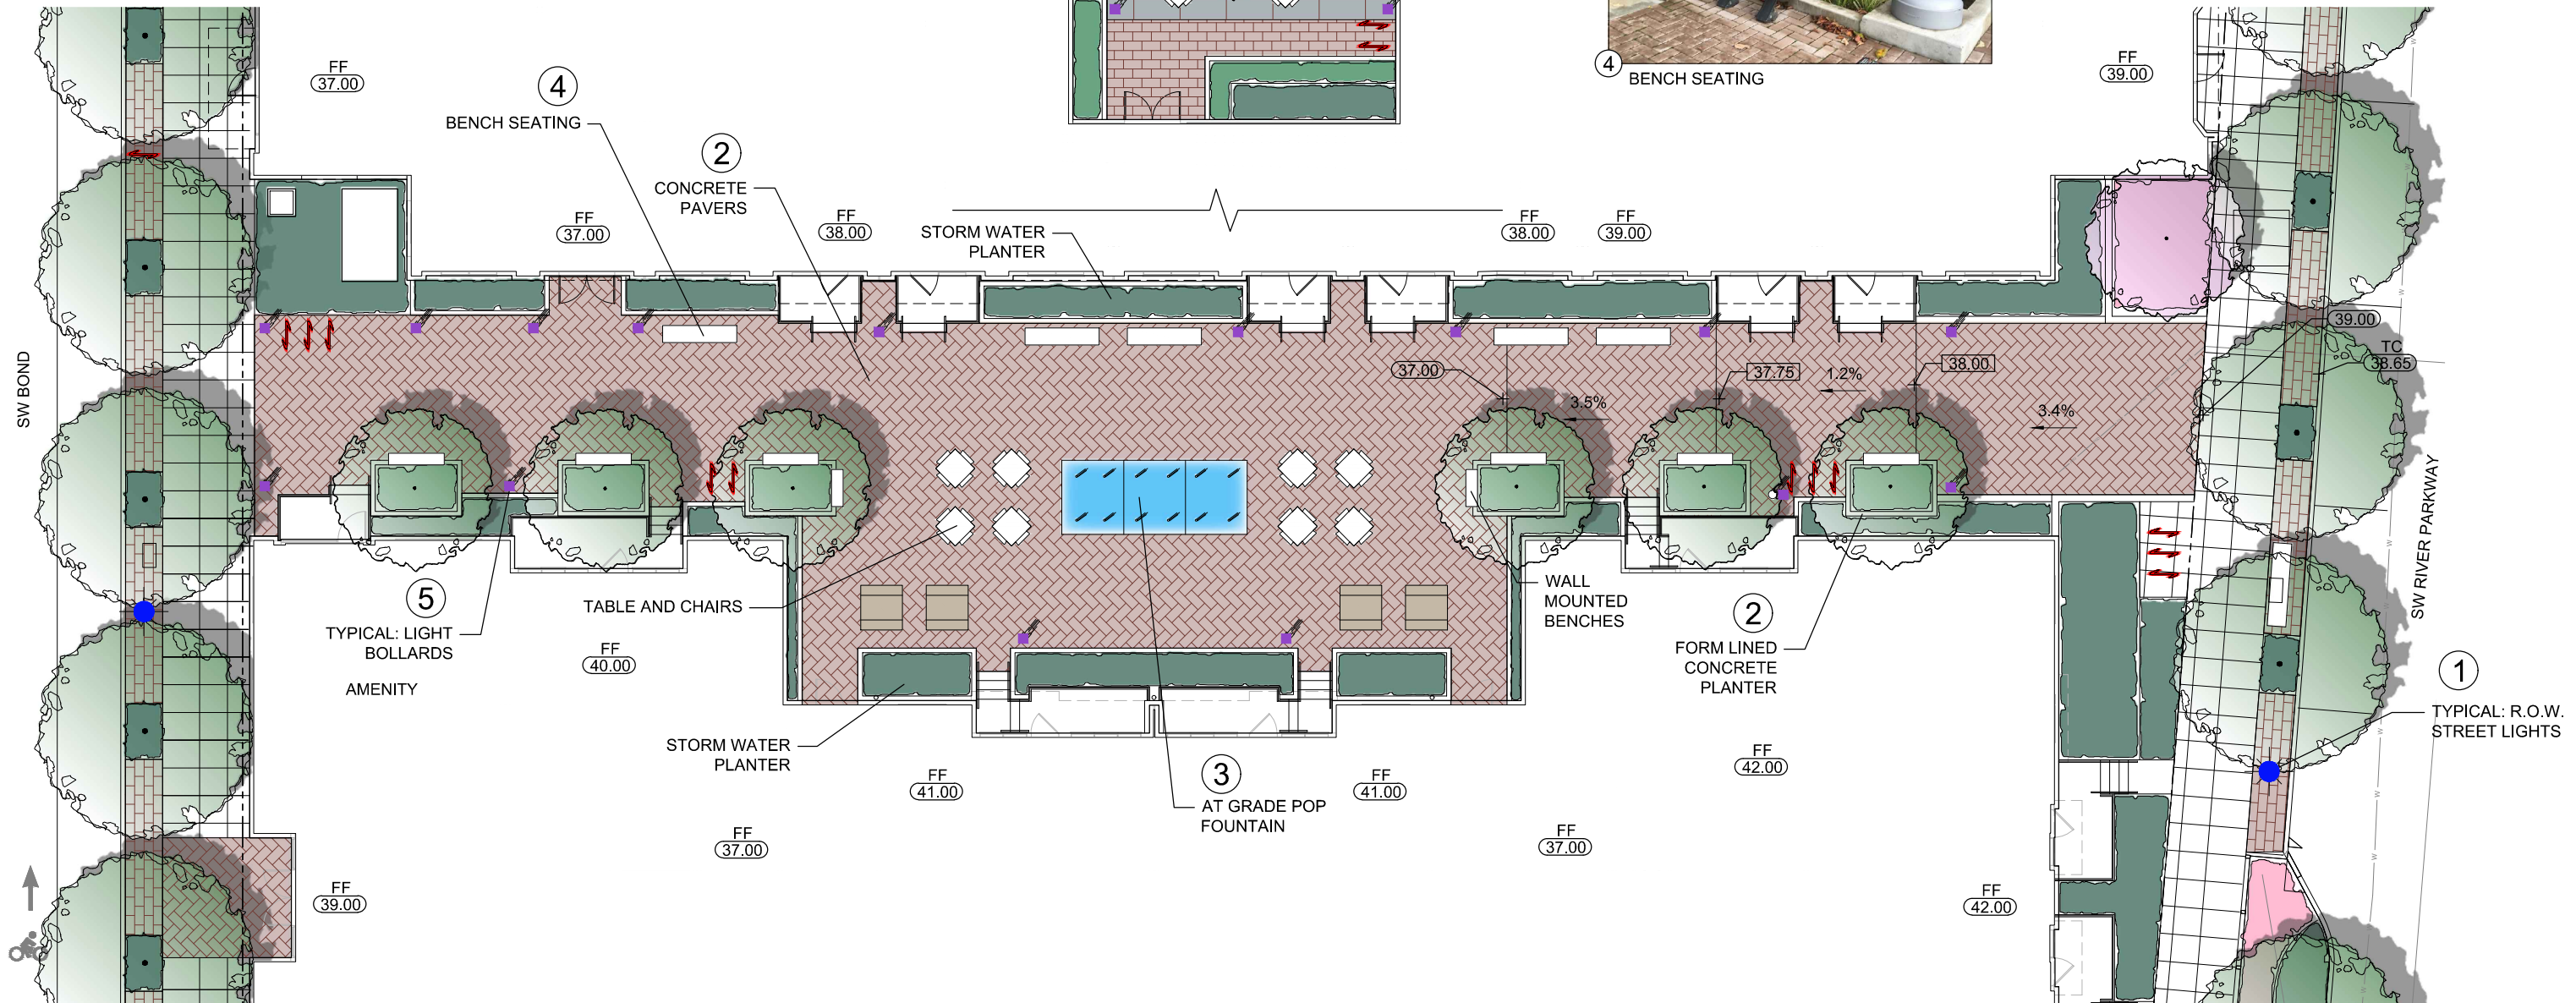 FF
37.00
4
BENCH SEATING
2
CONCRETE
PAVERS
FF
37.00
FF
38.00
STORM WATER
PLANTER
4
BENCH SEATING
FF
38.00
FF
39.00
FF
39.00
39.00
TC
38.65
37.00
37.75
1.2%
38.00
3.5%
3.4%
SW BOND
SW RIVER PARKWAY
5
TYPICAL: LIGHT
BOLLARDS
AMENITY
TABLE AND CHAIRS
FF
40.00
WALL
MOUNTED
BENCHES
2
FORM LINED
CONCRETE
PLANTER
1
TYPICAL: R.O.W.
STREET LIGHTS
STORM WATER
PLANTER
FF
41.00
3
AT GRADE POP
FOUNTAIN
FF
41.00
FF
42.00
FF
37.00
FF
37.00
FF
39.00
FF
42.00
W
W
W
W
W
W